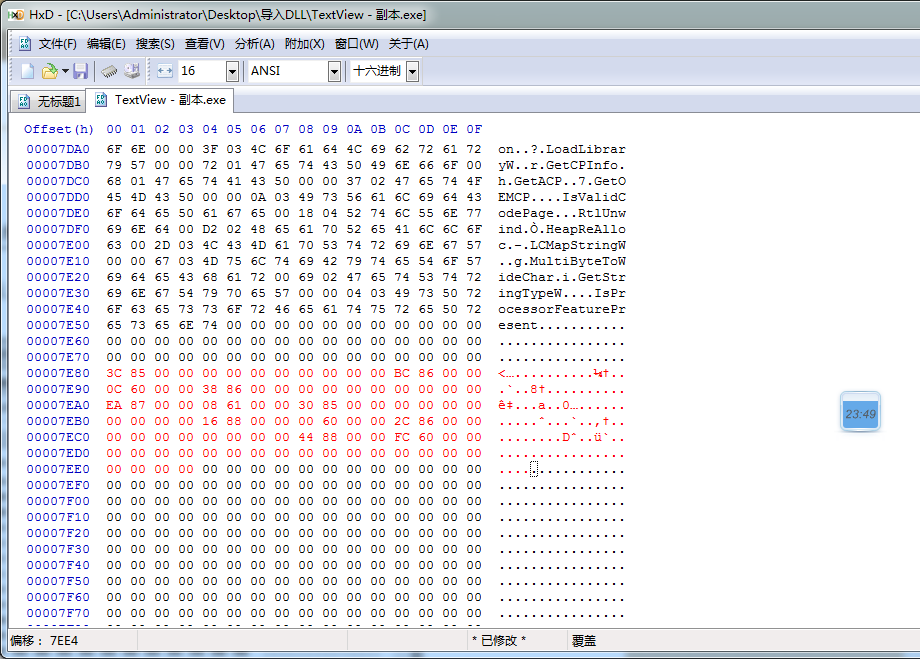 HxD - [C:\Users\Administrator\Desktop\导入DLL\TextView - 副本.exe]
文件(F) 编辑(E) 搜索(S) 查看(V) 分析(A) 附加(X) 窗口(W) 关于(A)
16 ANSI 十六进制
无标题1 TextView - 副本.exe
Offset(h) 00 01 02 03 04 05 06 07 08 09 0A 0B 0C 0D 0E 0F
00007DA0 6F 6E 00 00 3F 03 4C 6F 61 64 4C 69 62 72 61 72 on..?.LoadLibrar
00007DB0 79 57 00 00 72 01 47 65 74 43 50 49 6E 66 6F 00 yW..r.GetCPInfo.
00007DC0 68 01 47 65 74 41 43 50 00 00 37 02 47 65 74 4F h.GetACP..7.GetO
00007DD0 45 4D 43 50 00 00 0A 03 49 73 56 61 6C 69 64 43 EMCP....IsValidC
00007DE0 6F 64 65 50 61 67 65 00 18 04 52 74 6C 55 6E 77 odePage...RtlUnw
00007DF0 69 6E 64 00 D2 02 48 65 61 70 52 65 41 6C 6C 6F ind.Ò.HeapReAllo
00007E00 63 00 2D 03 4C 43 4D 61 70 53 74 72 69 6E 67 57 c.-.LCMapStringW
00007E10 00 00 67 03 4D 75 6C 74 69 42 79 74 65 54 6F 57 ..g.MultiByteToW
00007E20 69 64 65 43 68 61 72 00 69 02 47 65 74 53 74 72 ideChar.i.GetStr
00007E30 69 6E 67 54 79 70 65 57 00 00 04 03 49 73 50 72 ingTypeW....IsPr
00007E40 6F 63 65 73 73 6F 72 46 65 61 74 75 72 65 50 72 ocessorFeaturePr
00007E50 65 73 65 6E 74 00 00 00 00 00 00 00 00 00 00 00 esent...........
00007E60 00 00 00 00 00 00 00 00 00 00 00 00 00 00 00 00 ................
00007E70 00 00 00 00 00 00 00 00 00 00 00 00 00 00 00 00 ................
00007E80 3C 85 00 00 00 00 00 00 00 00 00 00 BC 86 00 00 <…..........¼†..
00007E90 0C 60 00 00 38 86 00 00 00 00 00 00 00 00 00 00 .`..8†..........
00007EA0 EA 87 00 00 08 61 00 00 30 85 00 00 00 00 00 00 ê‡...a..0…......
00007EB0 00 00 00 00 16 88 00 00 00 60 00 00 2C 86 00 00 .....ˆ...`..,†..
00007EC0 00 00 00 00 00 00 00 00 44 88 00 00 FC 60 00 00 ........Dˆ..ü`..
00007ED0 00 00 00 00 00 00 00 00 00 00 00 00 00 00 00 00 ................
00007EE0 00 00 00 00 00 00 00 00 00 00 00 00 00 00 00 00 ................
00007EF0 00 00 00 00 00 00 00 00 00 00 00 00 00 00 00 00 ................
00007F00 00 00 00 00 00 00 00 00 00 00 00 00 00 00 00 00 ................
00007F10 00 00 00 00 00 00 00 00 00 00 00 00 00 00 00 00 ................
00007F20 00 00 00 00 00 00 00 00 00 00 00 00 00 00 00 00 ................
00007F30 00 00 00 00 00 00 00 00 00 00 00 00 00 00 00 00 ................
00007F40 00 00 00 00 00 00 00 00 00 00 00 00 00 00 00 00 ................
00007F50 00 00 00 00 00 00 00 00 00 00 00 00 00 00 00 00 ................
00007F60 00 00 00 00 00 00 00 00 00 00 00 00 00 00 00 00 ................
00007F70 00 00 00 00 00 00 00 00 00 00 00 00 00 00 00 00 ................
23:49
偏移： 7EE4 * 已修改 * 覆盖